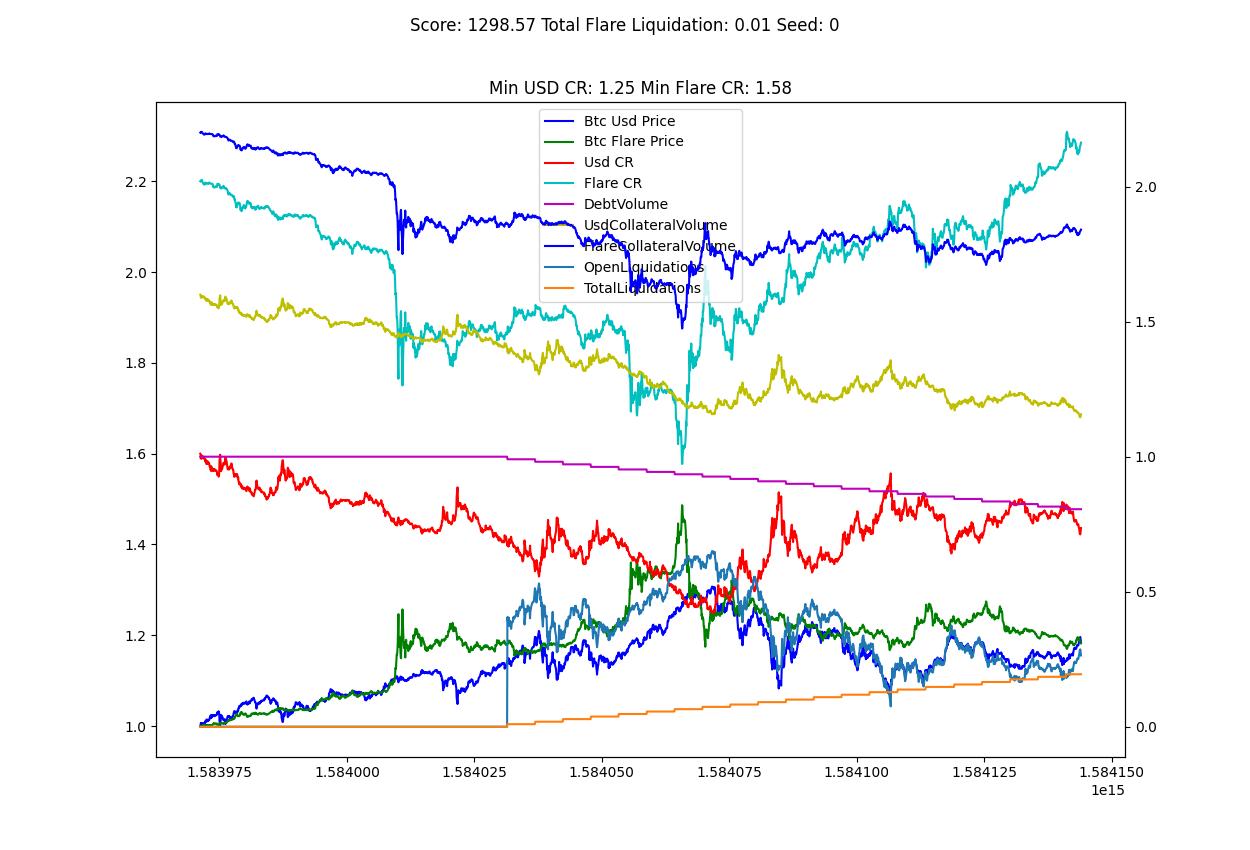 Score: 1298.57 Total Flare Liquidation: 0.01 Seed: 0
Min USD CR: 1.25 Min Flare CR: 1.58
Btc Usd Price
Btc Flare Price
Usd CR
Flare CR
DebtVolume
UsdCollateralVolume
FlareCollateralVolume
OpenLiquidations
TotalLiquidations
2.2
2.0
1.8
1.6
1.4
1.2
1.0
2.0
1.5
1.0
0.5
0.0
1.583975 1.584000 1.584025 1.584050 1.584075 1.584100 1.584125 1.584150
1e15